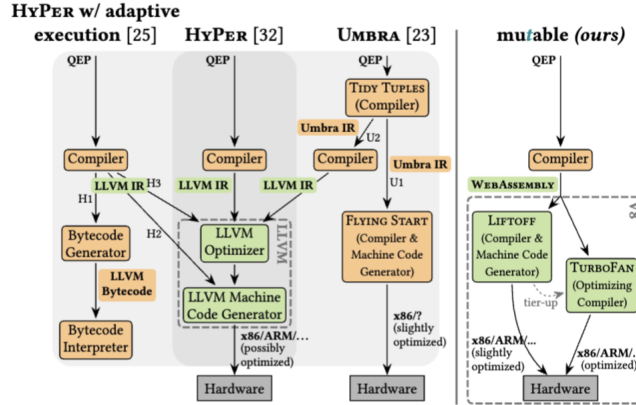 HyPer w/ adaptive
execution [25]
HyPer [32]
Umbra [23]
mutable (ours)
QEP
QEP
QEP
QEP
Tidy Tuples
(Compiler)
Umbra IR
U2
Compiler
Compiler
Compiler
Umbra IR
Compiler
LLVM IR
H3
LLVM IR
LLVM IR
U1
WebAssembly
H1
H2
V8
Bytecode
Generator
LLVM
Optimizer
LLVM
Flying Start
(Compiler &
Machine Code
Generator)
Liftoff
(Compiler &
Machine Code
Generator)
TurboFan
(Optimizing
Compiler)
tier-up
LLVM
Bytecode
LLVM Machine
Code Generator
Bytecode
Interpreter
x86/ARM/…
(possibly
optimized)
x86/?
(slightly
optimized)
x86/ARM/…
(slightly
optimized)
x86/ARM/..
(optimized)
Hardware
Hardware
Hardware